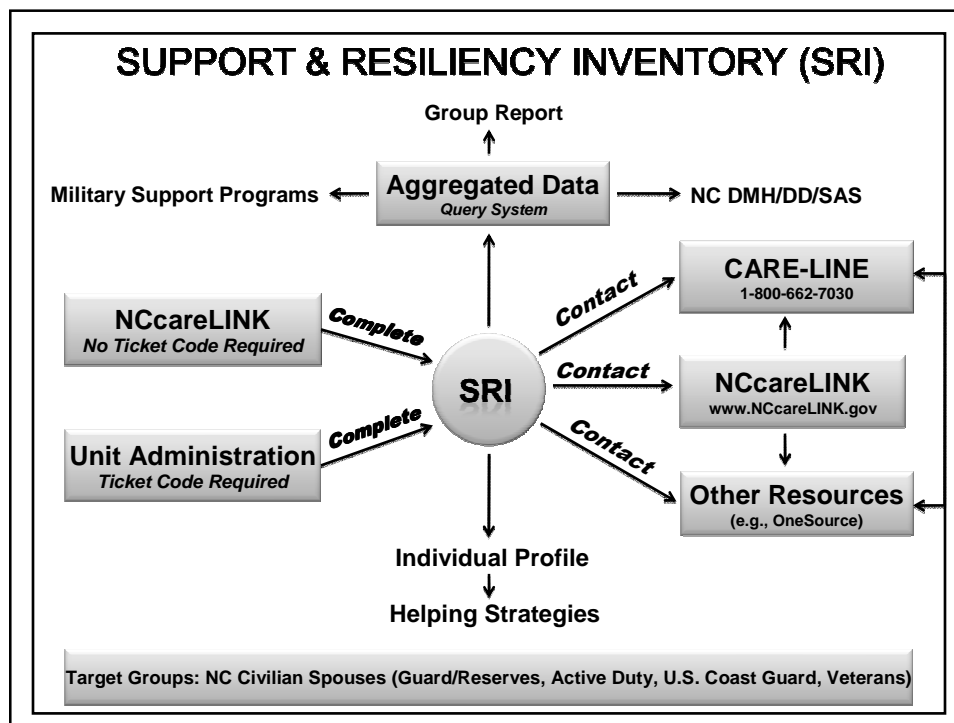 SUPPORT & RESILIENCY INVENTORY (SRI)
Group Report
Military Support Programs
Aggregated Data
Query System
NC DMH/DD/SAS
CARE-LINE
1-800-662-7030
Contact
NCcareLINK
No Ticket Code Required
Complete
SRI
Contact
NCcareLINK
www.NCcareLINK.gov
Unit Administration
Ticket Code Required
Complete
Contact
Other Resources
(e.g., OneSource)
Individual Profile
Helping Strategies
Target Groups: NC Civilian Spouses (Guard/Reserves, Active Duty, U.S. Coast Guard, Veterans)